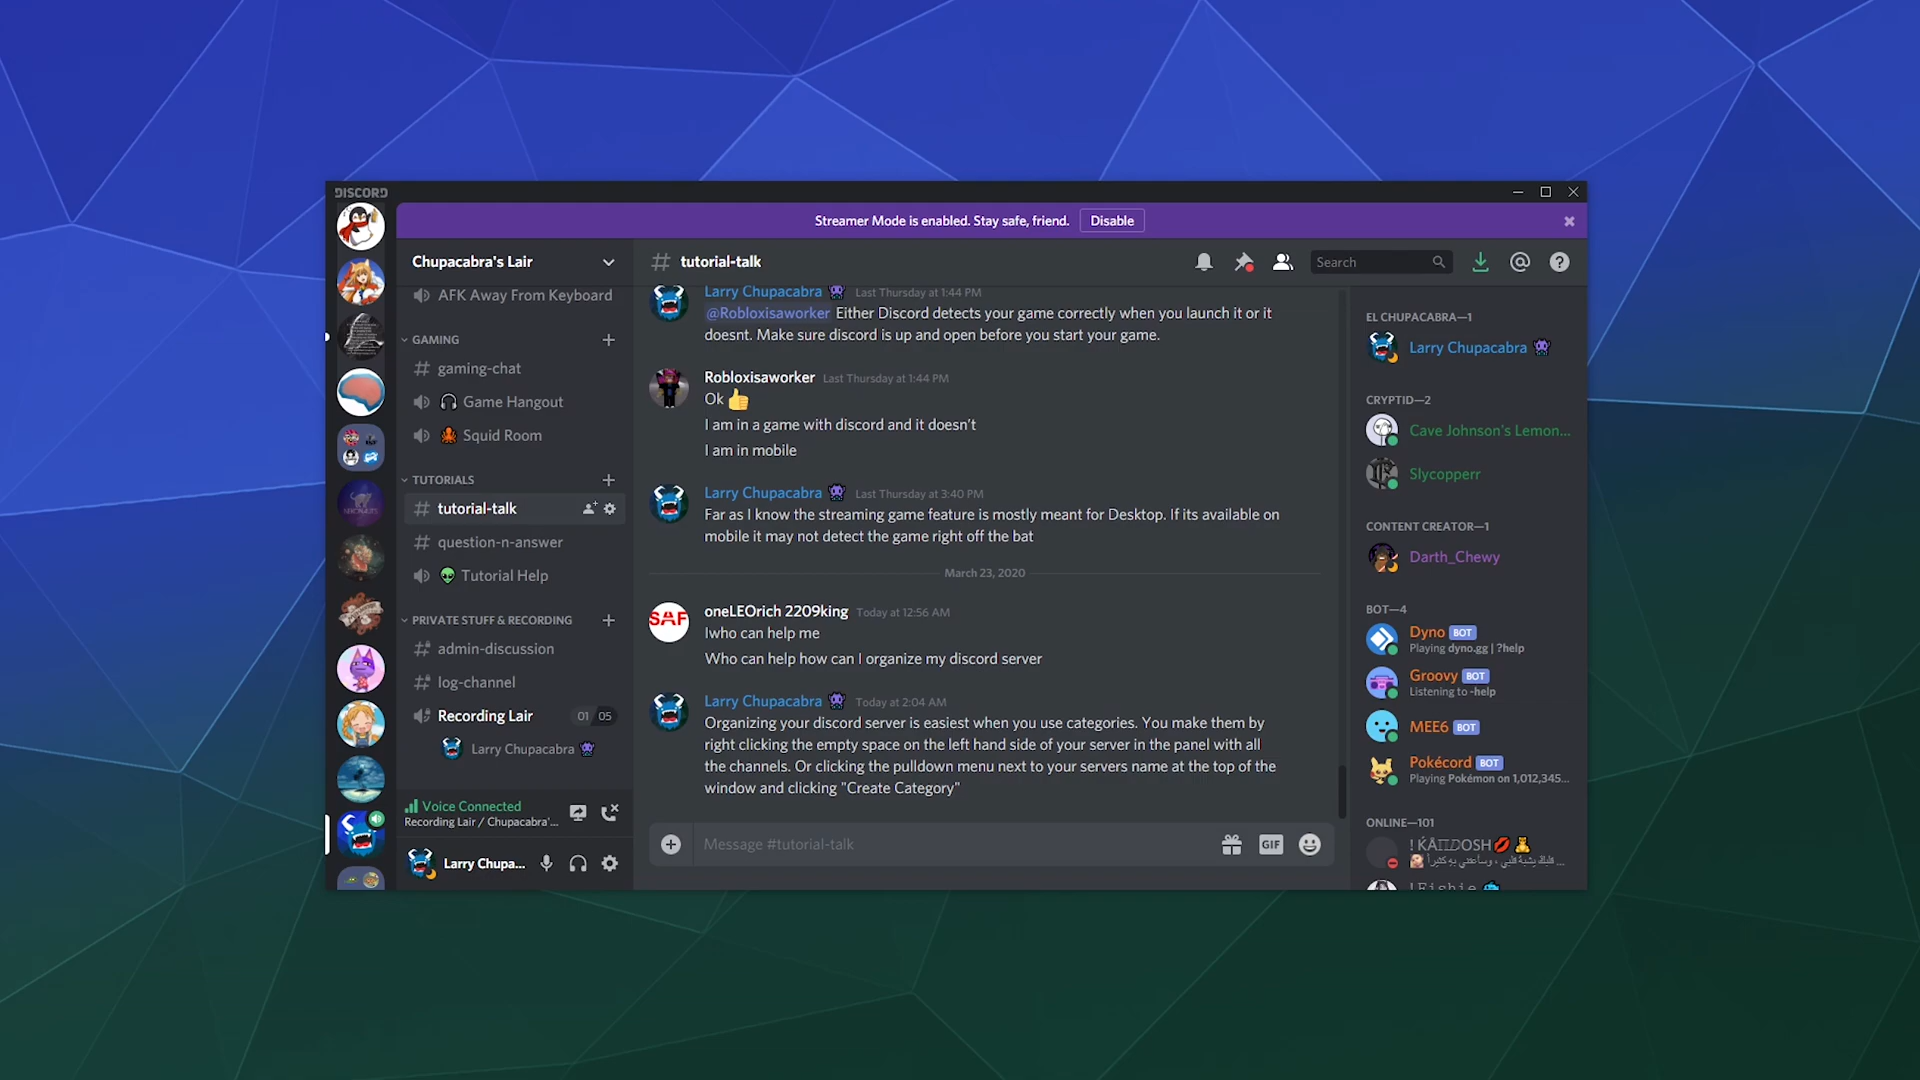 DISCORD
Streamer Mode is enabled. Stay safe, friend. Disable
Chupacabra's Lair
AFK Away From Keyboard
GAMING
gaming-chat
Game Hangout
Squid Room
TUTORIALS
tutorial-talk
question-n-answer
Tutorial Help
PRIVATE STUFF & RECORDING
admin-discussion
log-channel
Recording Lair 01 05
Larry Chupacabra
Voice Connected
Recording Lair / Chupacabra'...
Larry Chupa...
# tutorial-talk
Search
Larry Chupacabra Last Thursday at 1:44 PM
@Robloxisaworker Either Discord detects your game correctly when you launch it or it
doesnt. Make sure discord is up and open before you start your game.
Robloxisaworker Last Thursday at 1:44 PM
Ok 👍
I am in a game with discord and it doesn't
I am in mobile
Larry Chupacabra Last Thursday at 3:40 PM
Far as I know the streaming game feature is mostly meant for Desktop. If its available on
mobile it may not detect the game right off the bat
March 23, 2020
SAF
oneLEOrich 2209king Today at 12:56 AM
Iwho can help me
Who can help how can I organize my discord server
Larry Chupacabra Today at 2:04 AM
Organizing your discord server is easiest when you use categories. You make them by
right clicking the empty space on the left hand side of your server in the panel with all
the channels. Or clicking the pulldown menu next to your servers name at the top of the
window and clicking "Create Category"
Message #tutorial-talk
GIF
EL CHUPACABRA—1
Larry Chupacabra
CRYPTID—2
Cave Johnson's Lemon...
Slycopperr
CONTENT CREATOR—1
Darth_Chewy
BOT—4
Dyno BOT
Playing dyno.gg | ?help
Groovy BOT
Listening to -help
MEE6 BOT
Pokécord BOT
Playing Pokémon on 1,012,345...
ONLINE—101